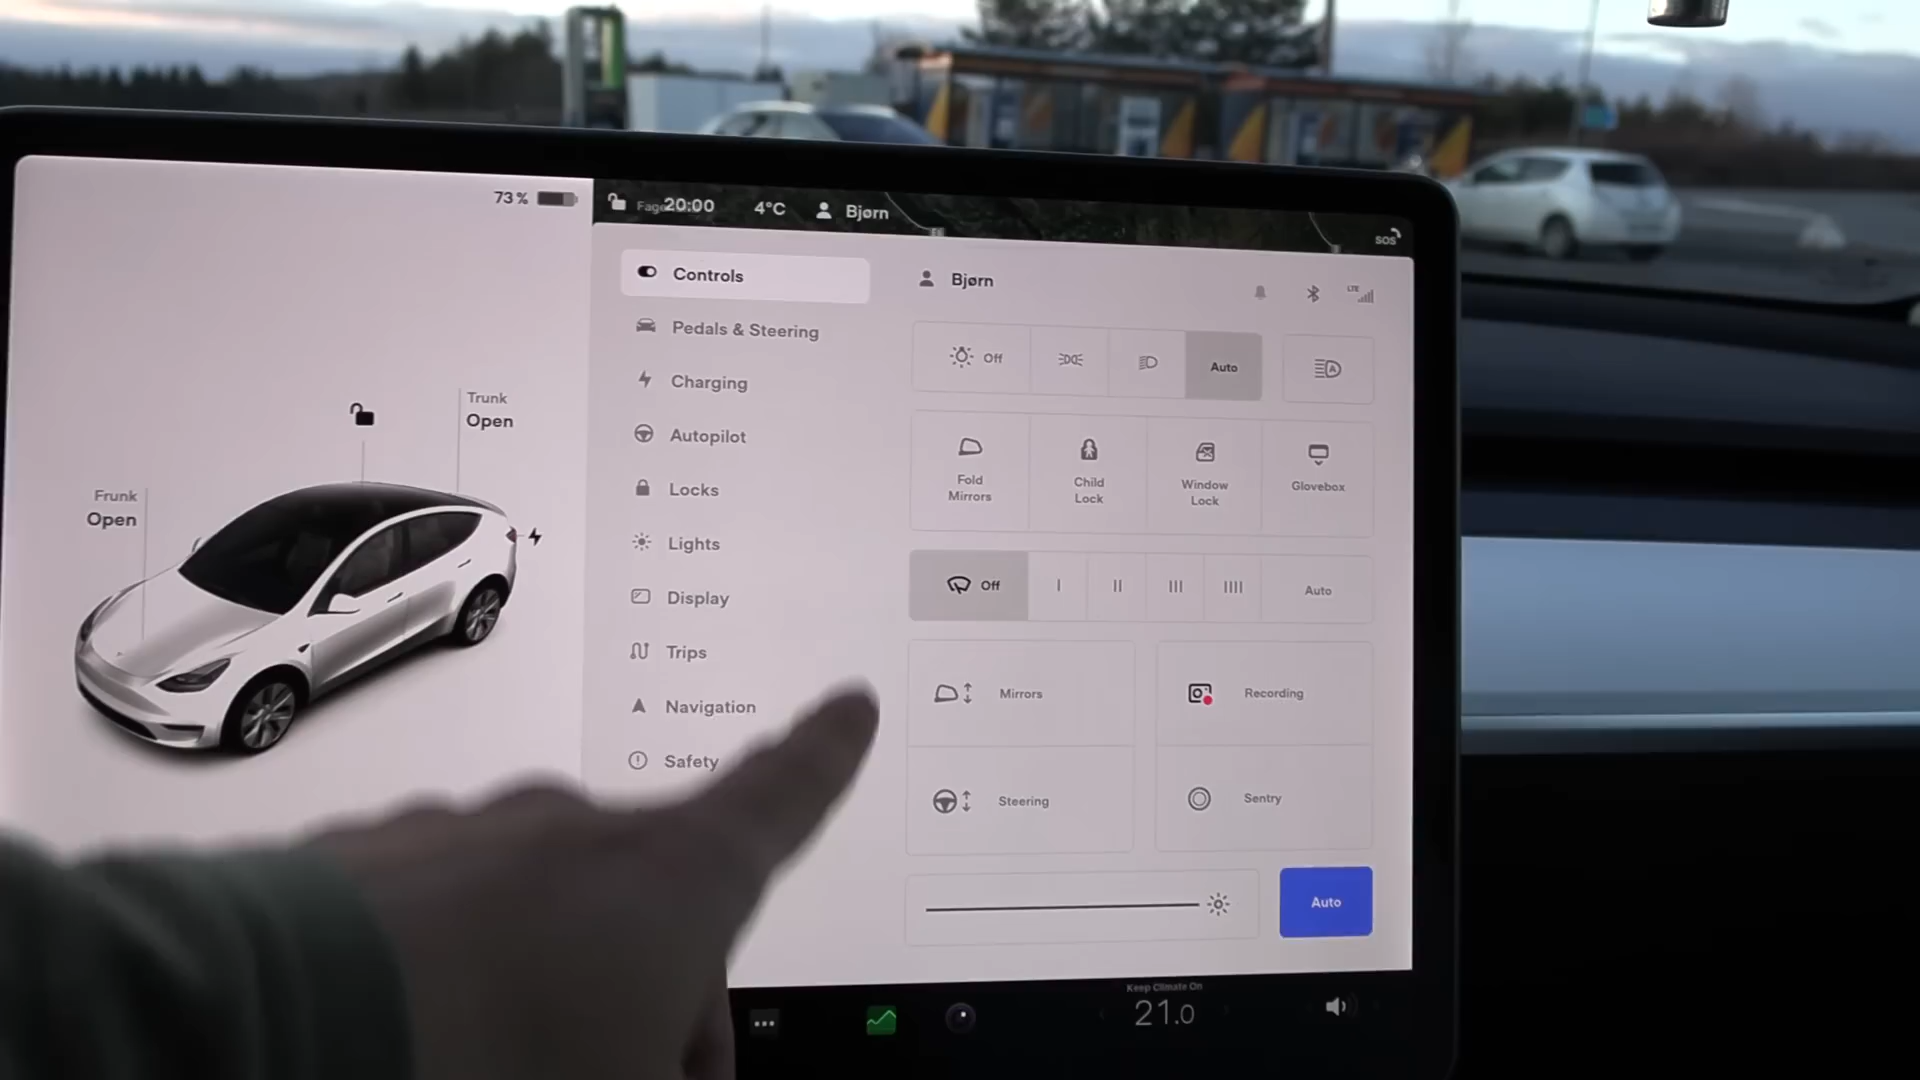 73 %
20:00
4°C
Bjørn
SOS
Trunk
Open
Frunk
Open
Controls
Pedals & Steering
Charging
Autopilot
Locks
Lights
Display
Trips
Navigation
Safety
Bjørn
LTE
Off
Auto
A
Fold
Mirrors
Child
Lock
Window
Lock
Glovebox
Off
I
II
III
IIII
Auto
Mirrors
Recording
Steering
Sentry
Auto
Keep Climate On
21.0